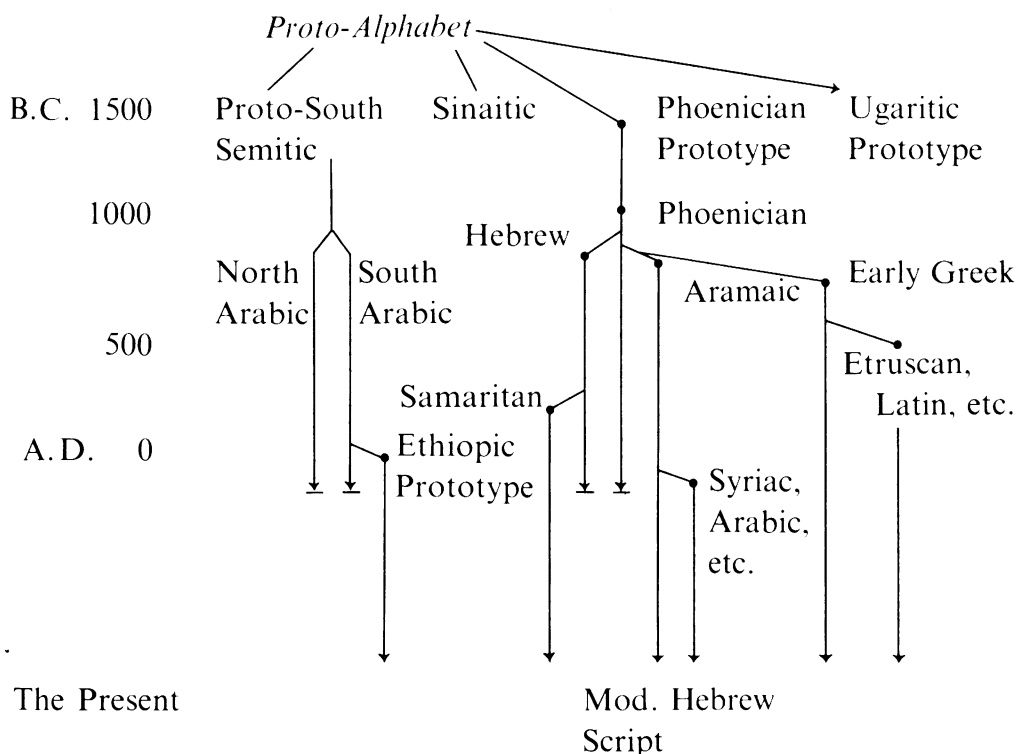 Proto-Alphabet
B.C. 1500 Proto-South Sinaitic Phoenician Ugaritic
Semitic Prototype Prototype
1000 Phoenician
Hebrew
North South Early Greek
Arabic Arabic Aramaic
500
Etruscan,
Samaritan Latin, etc.
A.D. 0 Ethiopic
Prototype Syriac,
Arabic,
etc.
The Present Mod. Hebrew
Script